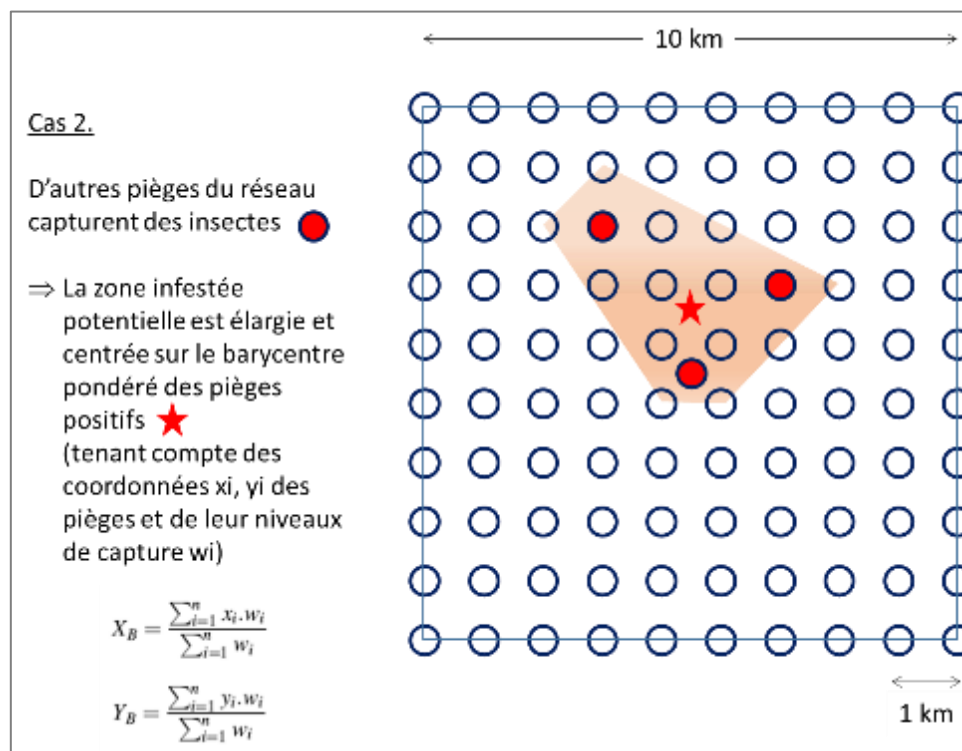 10 km
Cas 2.
D'autres pièges du réseau
capturent des insectes
⇒ La zone infestée
potentielle est élargie et
centrée sur le barycentre
pondéré des pièges
positifs
(tenant compte des
coordonnées xi, yi des
pièges et de leur niveaux
de capture wi)
X_B = \frac{\sum_{i=1}^{n} x_i.w_i}{\sum_{i=1}^{n} w_i}
Y_B = \frac{\sum_{i=1}^{n} y_i.w_i}{\sum_{i=1}^{n} w_i}
1 km